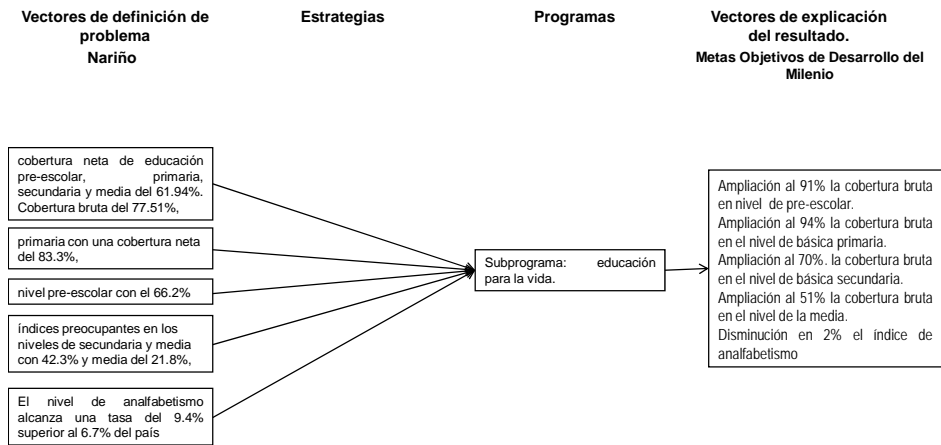 Vectores de definición de
problema
Nariño
Estrategias
Programas
Vectores de explicación
del resultado.
Metas Objetivos de Desarrollo del
Milenio
cobertura neta de educación
pre-escolar, primaria,
secundaria y media del 61.94%.
Cobertura bruta del 77.51%,
primaria con una cobertura neta
del 83.3%,
nivel pre-escolar con el 66.2%
índices preocupantes en los
niveles de secundaria y media
con 42.3% y media del 21.8%,
El nivel de analfabetismo
alcanza una tasa del 9.4%
superior al 6.7% del país
Subprograma: educación
para la vida.
Ampliación al 91% la cobertura bruta
en nivel de pre-escolar.
Ampliación al 94% la cobertura bruta
en el nivel de básica primaria.
Ampliación al 70%. la cobertura bruta
en el nivel de básica secundaria.
Ampliación al 51% la cobertura bruta
en el nivel de la media.
Disminución en 2% el índice de
analfabetismo